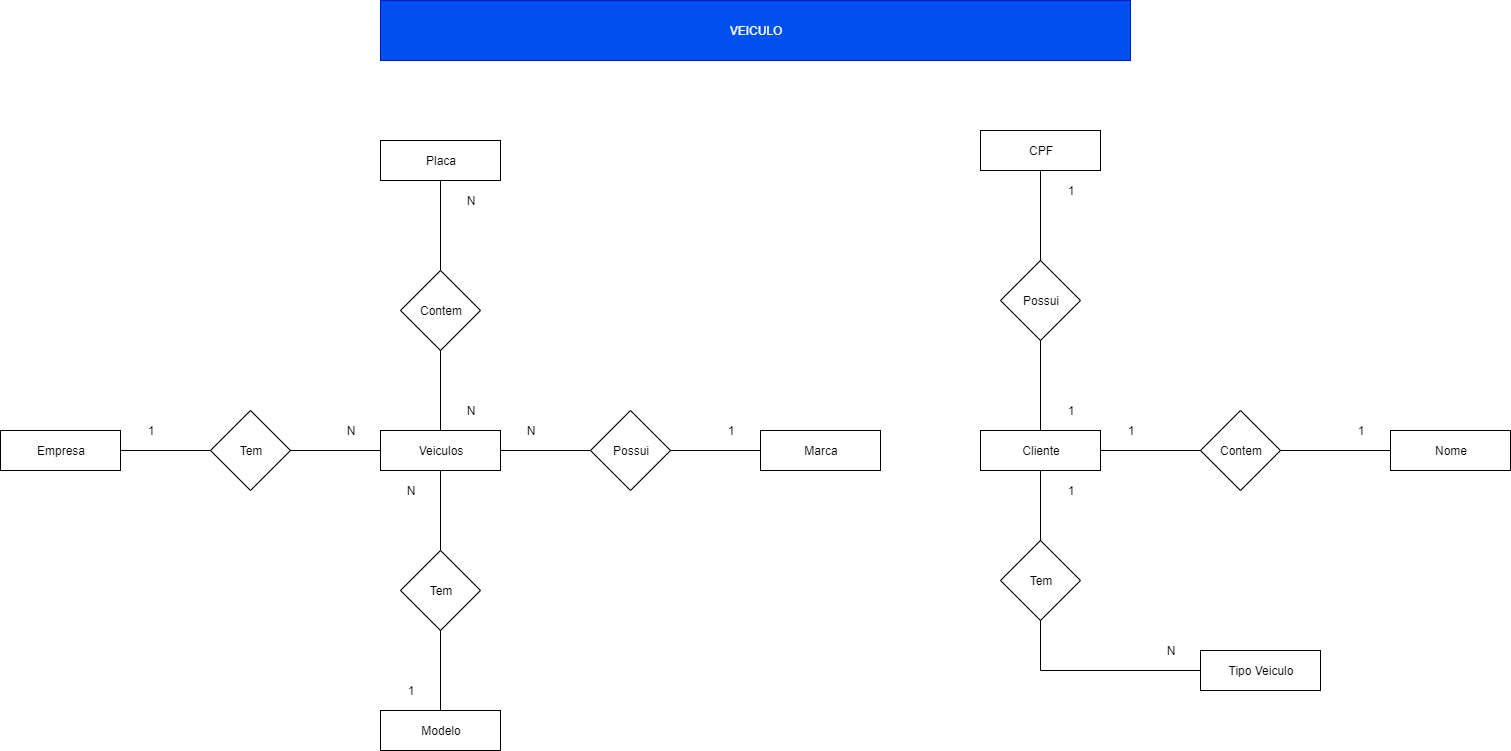 VEICULO
Placa
N
Contem
N
Empresa
1
Tem
N
Veiculos
N
Possui
1
Marca
N
Tem
1
Modelo
CPF
1
Possui
1
Cliente
1
Contem
1
Nome
1
Tem
N
Tipo Veiculo